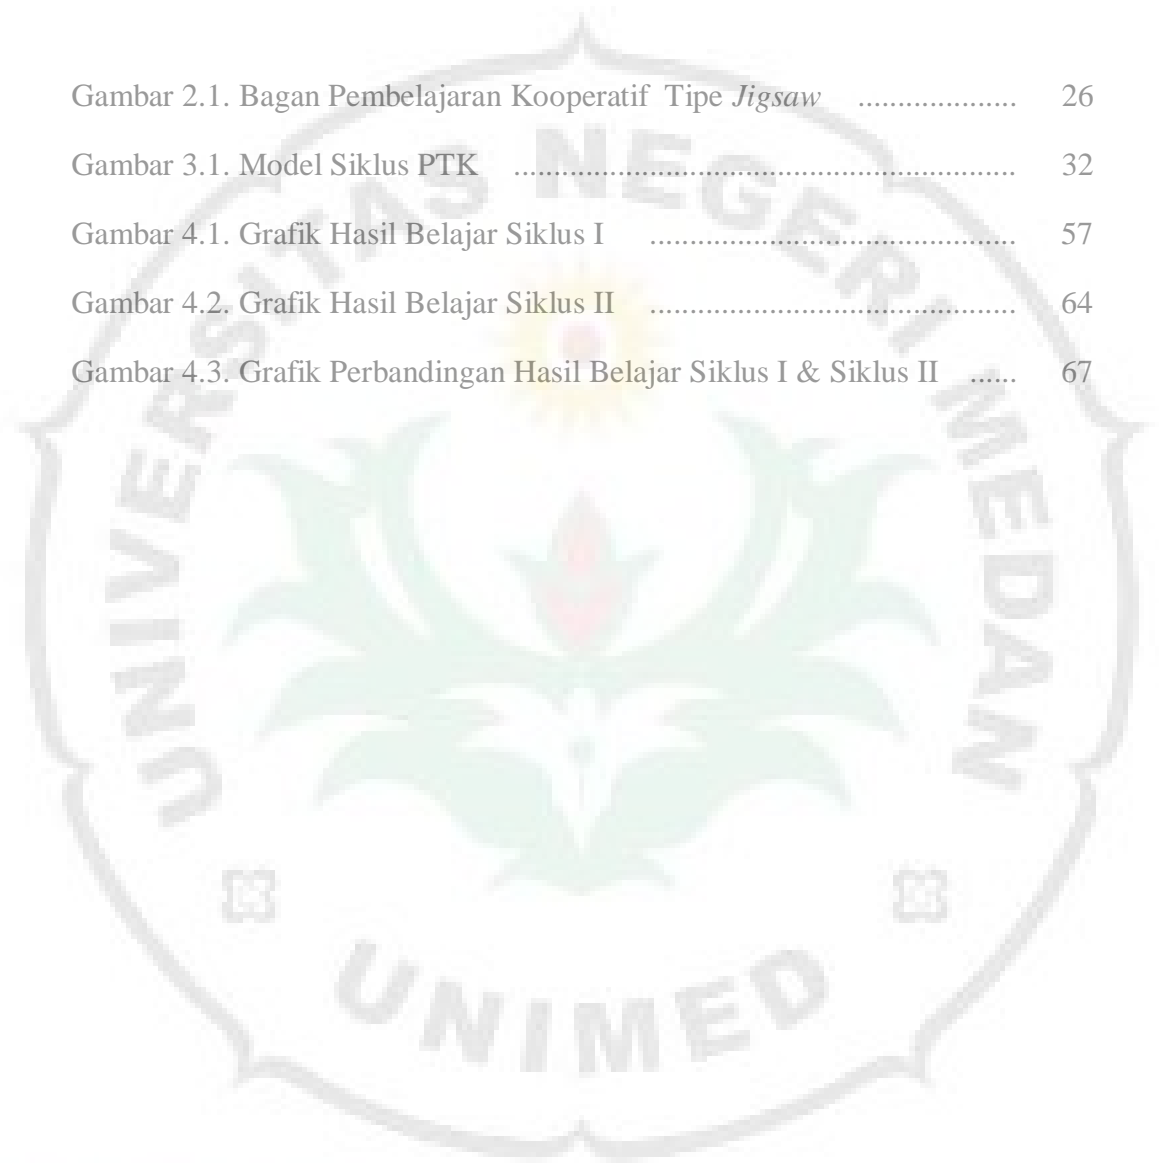 Gambar 2.1. Bagan Pembelajaran Kooperatif Tipe Jigsaw .................... 26
Gambar 3.1. Model Siklus PTK ............................................................... 32
Gambar 4.1. Grafik Hasil Belajar Siklus I .............................................. 57
Gambar 4.2. Grafik Hasil Belajar Siklus II .............................................. 64
Gambar 4.3. Grafik Perbandingan Hasil Belajar Siklus I & Siklus II ...... 67
UNIVERSITAS NEGERI MEDAN
UNIMED